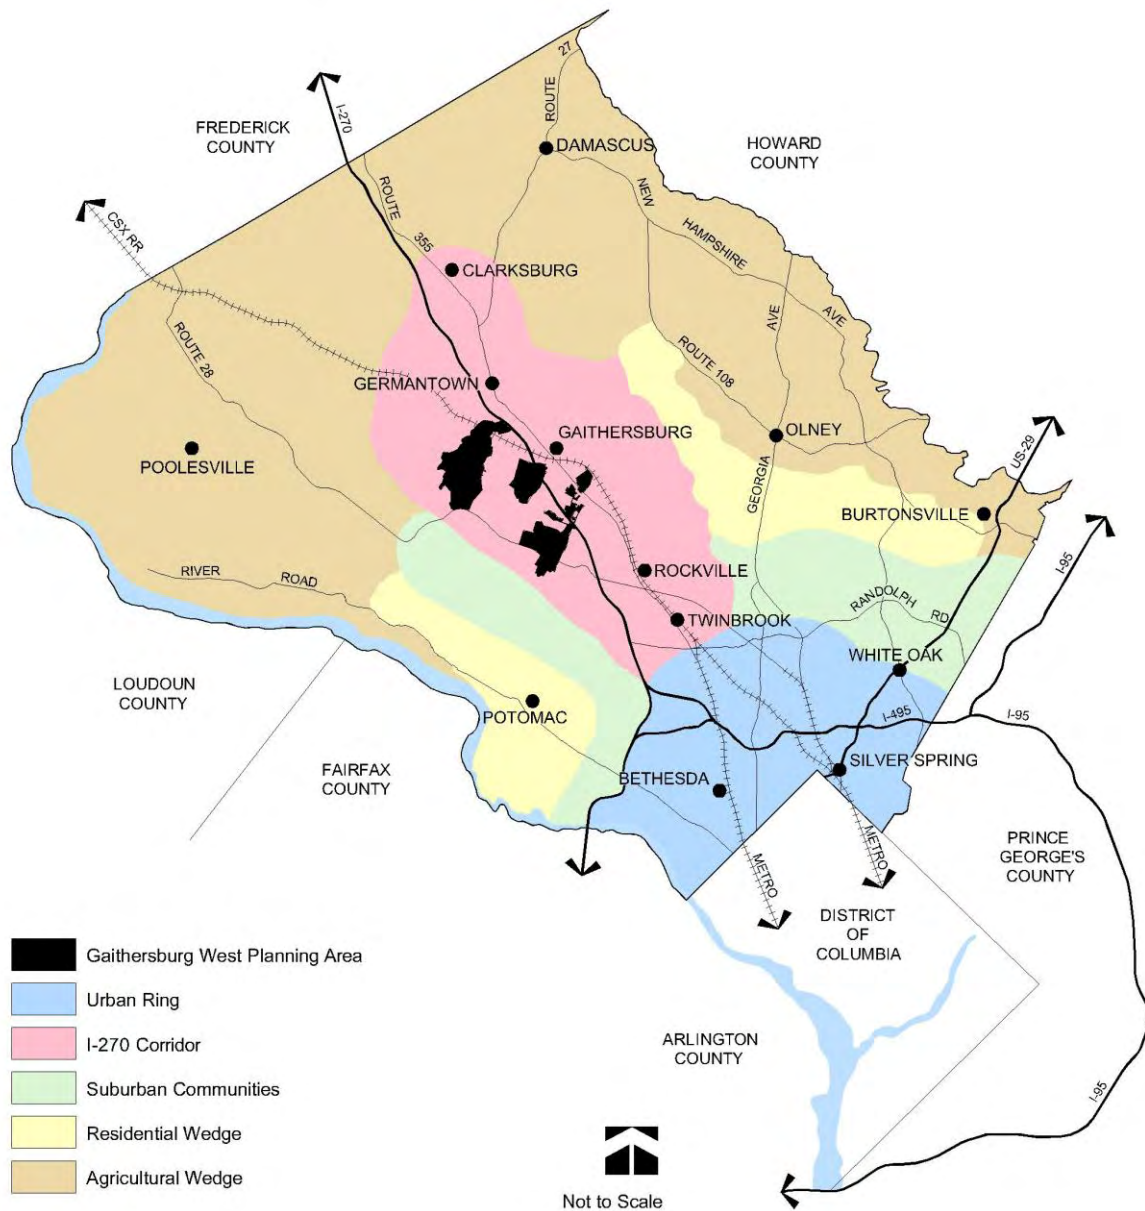 27
ROUTE
I-270
FREDERICK
COUNTY
DAMASCUS
HOWARD
COUNTY
NEW
HAMPSHIRE
AVE
CSX RR
ROUTE
355
CLARKSBURG
AVE
ROUTE 28
ROUTE 108
GERMANTOWN
GAITHERSBURG
OLNEY
POOLESVILLE
GEORGIA
US-29
BURTONSVILLE
I-95
RIVER
ROAD
ROCKVILLE
RANDOLPH
RD
TWINBROOK
WHITE OAK
LOUDOUN
COUNTY
POTOMAC
I-495
I-95
FAIRFAX
COUNTY
BETHESDA
SILVER SPRING
METRO
METRO
PRINCE
GEORGE'S
COUNTY
DISTRICT
OF
COLUMBIA
ARLINGTON
COUNTY
I-95
Gaithersburg West Planning Area
Urban Ring
I-270 Corridor
Suburban Communities
Residential Wedge
Agricultural Wedge
Not to Scale